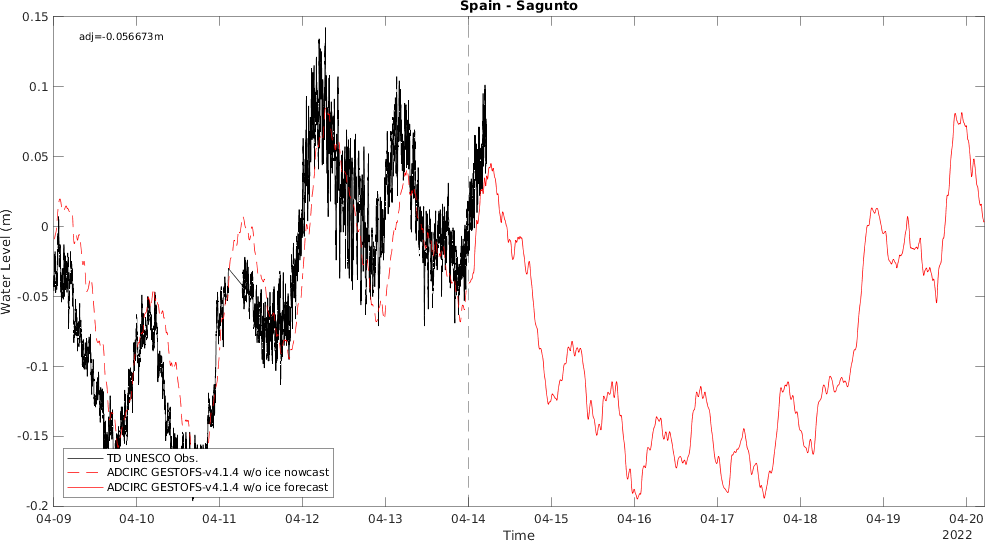 Spain - Sagunto
adj=-0.056673m
Water Level (m)
0.15
0.1
0.05
0
-0.05
-0.1
-0.15
-0.2
TD UNESCO Obs.
ADCIRC GESTOFS-v4.1.4 w/o ice nowcast
ADCIRC GESTOFS-v4.1.4 w/o ice forecast
04-09 04-10 04-11 04-12 04-13 04-14 04-15 04-16 04-17 04-18 04-19 04-20
Time
2022